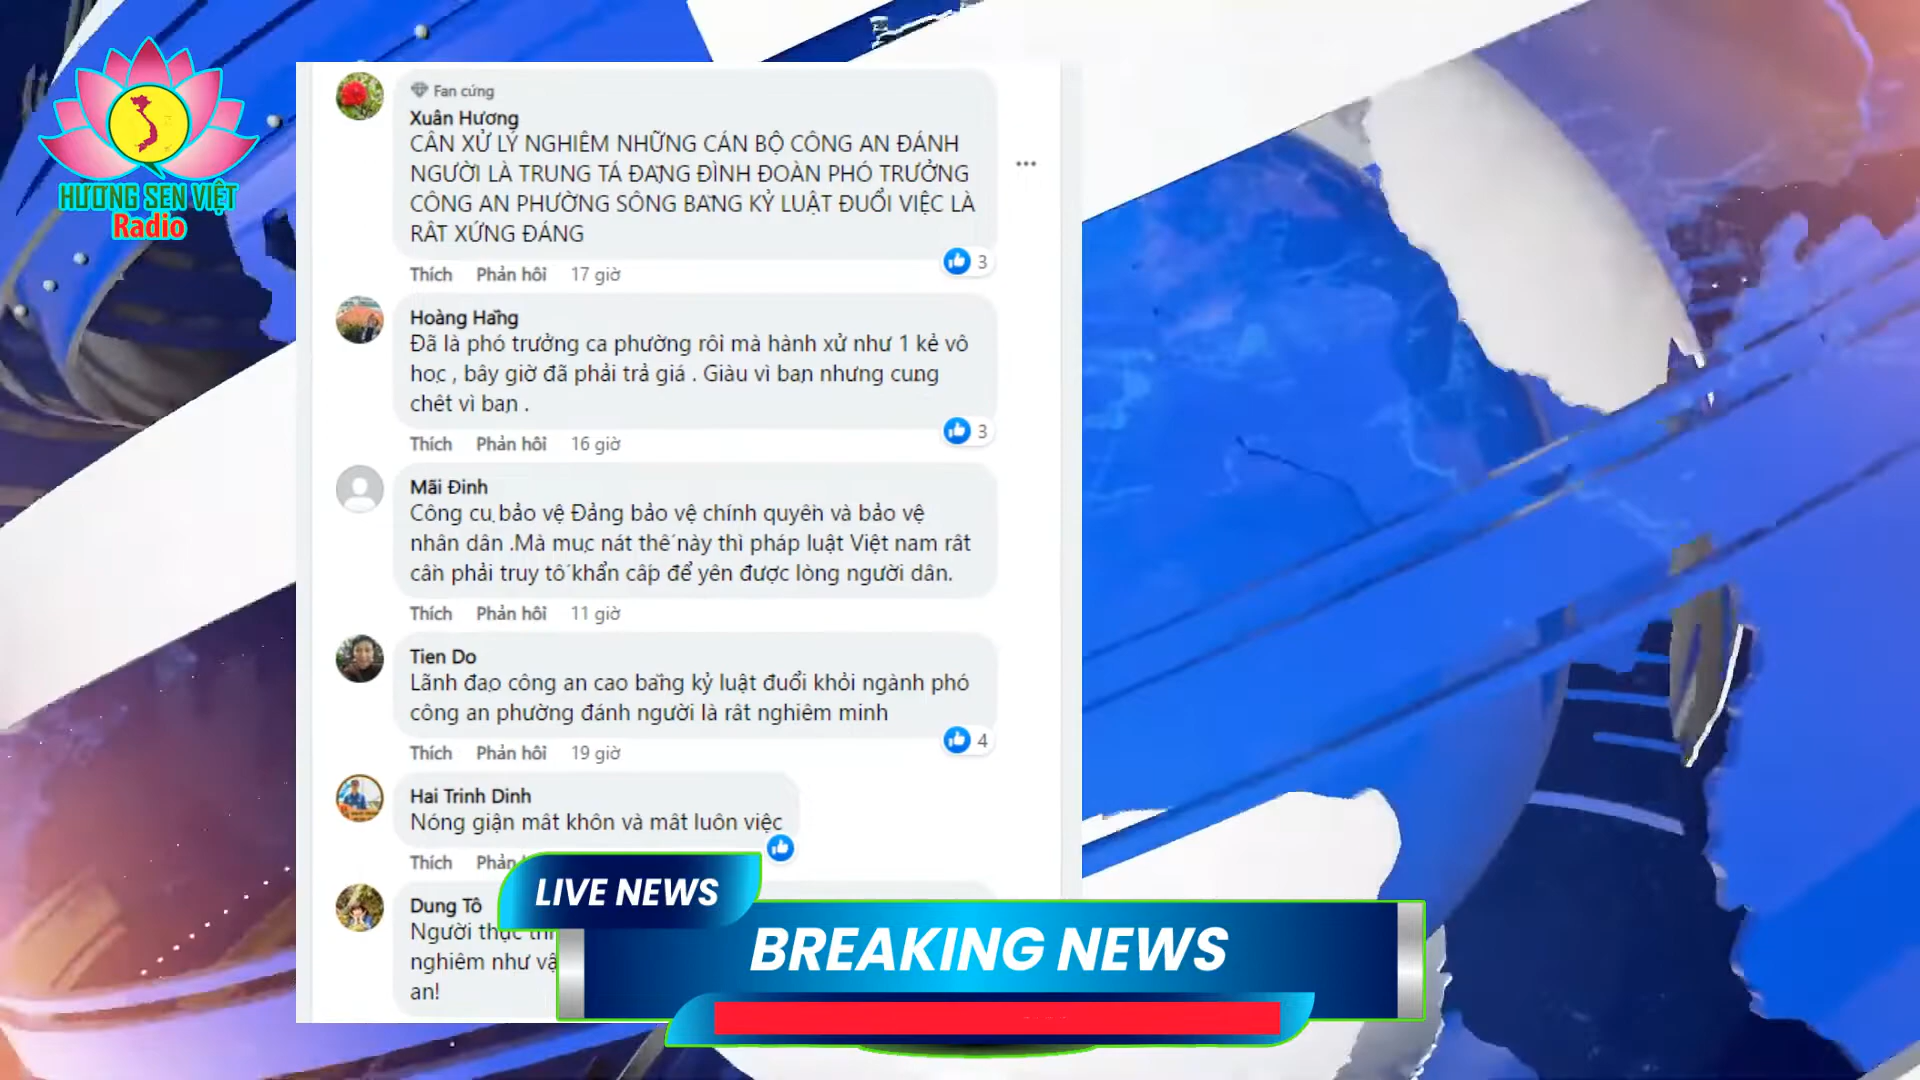 HƯƠNG SEN VIỆT
Radio
Fan cứng
Xuân Hương
CẦN XỬ LÝ NGHIÊM NHỮNG CÁN BỘ CÔNG AN ĐÁNH
NGƯỜI LÀ TRUNG TÁ ĐẶNG ĐÌNH ĐOÀN PHÓ TRƯỞNG
CÔNG AN PHƯỜNG SÔNG BẰNG KỶ LUẬT ĐUỔI VIỆC LÀ
RẤT XỨNG ĐÁNG
Thích Phản hồi 17 giờ
3
Hoàng Hằng
Đã là phó trưởng ca phường rồi mà hành xử như 1 kẻ vô
học , bây giờ đã phải trả giá . Giàu vì bạn nhưng cũng
chết vì bạn .
Thích Phản hồi 16 giờ
3
Mãi Đinh
Công cụ bảo vệ Đảng bảo vệ chính quyền và bảo vệ
nhân dân .Mà mục nát thế này thì pháp luật Việt nam rất
cần phải truy tố khẩn cấp để yên được lòng người dân.
Thích Phản hồi 11 giờ
Tien Do
Lãnh đạo công an cao bằng kỷ luật đuổi khỏi ngành phó
công an phường đánh người là rất nghiêm minh
Thích Phản hồi 19 giờ
4
Hai Trinh Dinh
Nóng giận mất khôn và mất luôn việc
Thích Phản
Dung Tô
Người thực
nghiêm như vậ
an!
LIVE NEWS
BREAKING NEWS